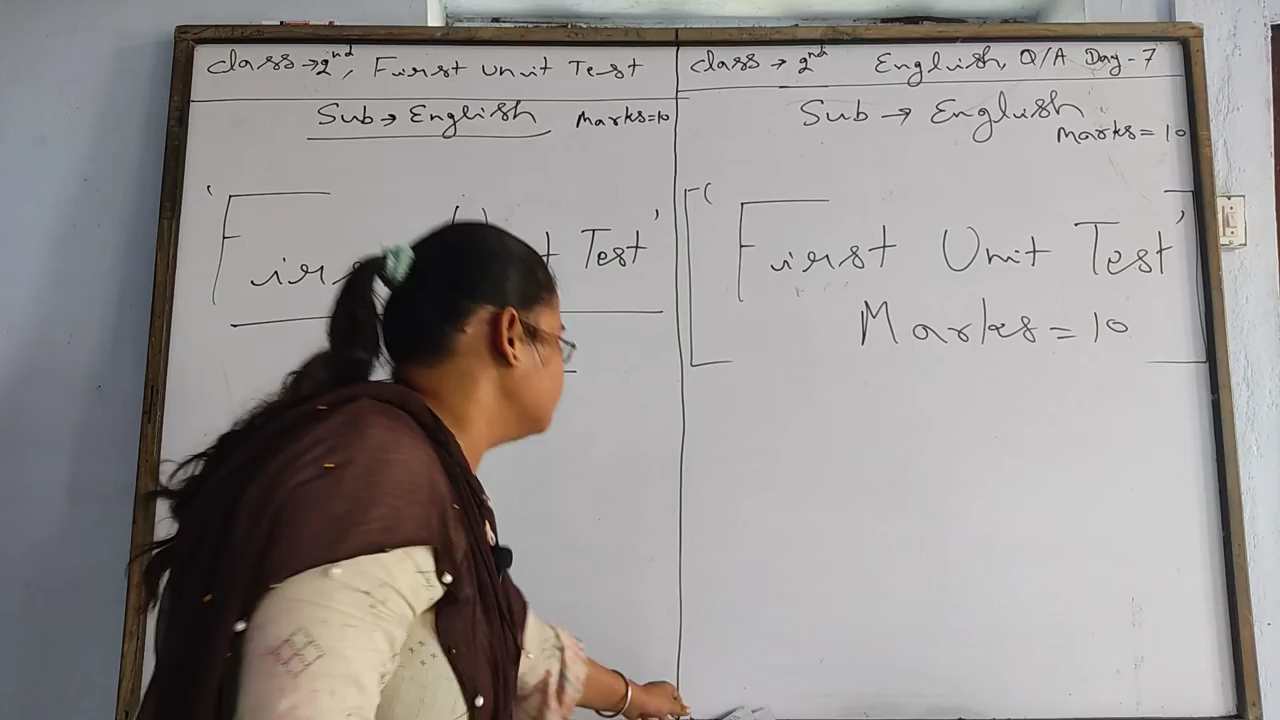 Class → 2nd, First Unit Test
Sub → English Marks = 10
'First Test'
Class → 2nd English Q/A Day - 7
Sub → English
Marks = 10
'First Unit Test'
Marks = 10